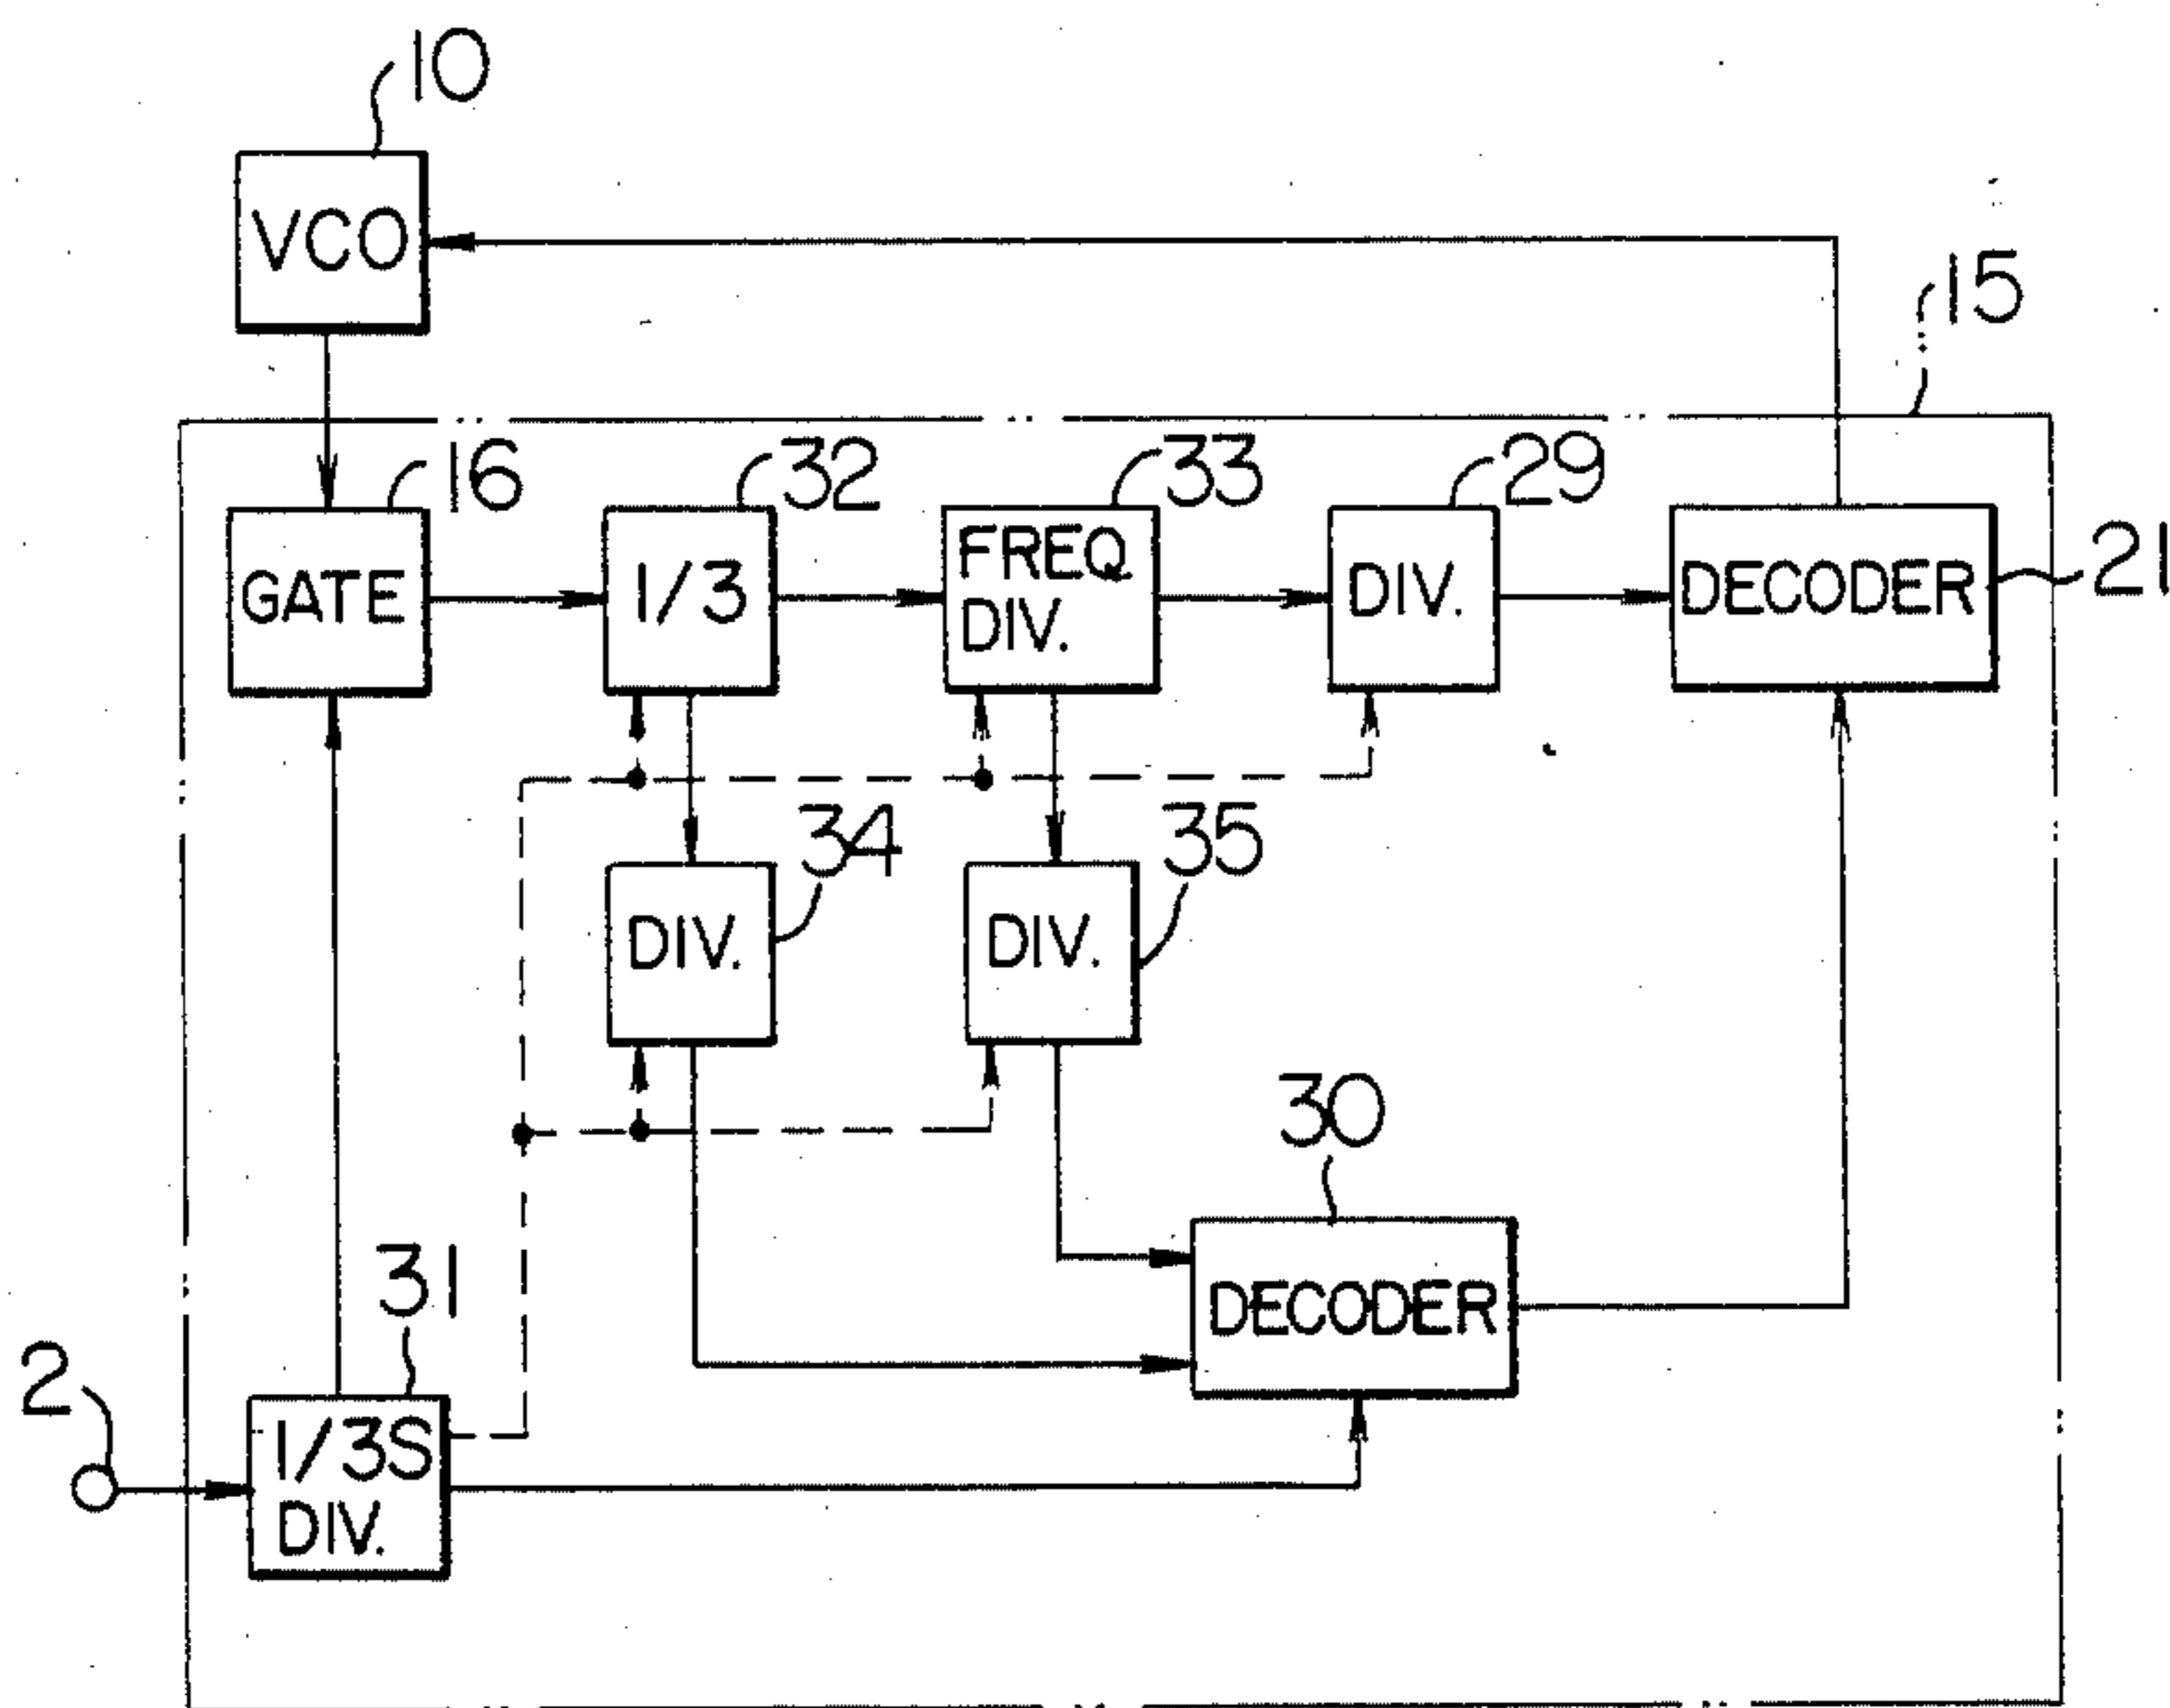 10
VCO
15
16
32
33
29
21
GATE
1/3
FREQ
DIV.
DIV.
DECODER
34
35
DIV.
DIV.
30
DECODER
31
2
1/3S
DIV.